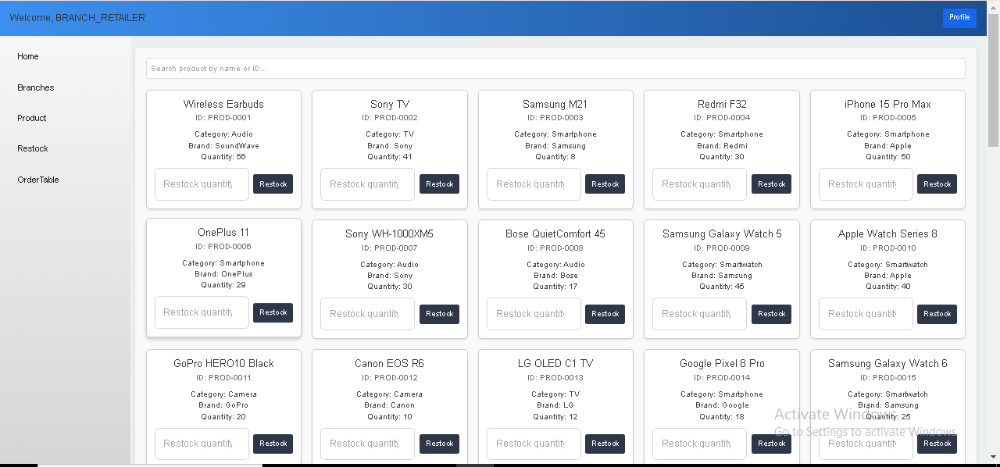 Welcome, BRANCH_RETAILER
Profile
Home
Branches
Product
Restock
OrderTable
Search product by name or ID...
Wireless Earbuds
ID: PROD-0001
Category: Audio
Brand: SoundWave
Quantity: 56
Restock quantity
Restock
Sony TV
ID: PROD-0002
Category: TV
Brand: Sony
Quantity: 41
Restock quantity
Restock
Samsung M21
ID: PROD-0003
Category: Smartphone
Brand: Samsung
Quantity: 8
Restock quantity
Restock
Redmi F32
ID: PROD-0004
Category: Smartphone
Brand: Redmi
Quantity: 30
Restock quantity
Restock
iPhone 15 Pro Max
ID: PROD-0005
Category: Smartphone
Brand: Apple
Quantity: 50
Restock quantity
Restock
OnePlus 11
ID: PROD-0006
Category: Smartphone
Brand: OnePlus
Quantity: 29
Restock quantity
Restock
Sony WH-1000XM5
ID: PROD-0007
Category: Audio
Brand: Sony
Quantity: 30
Restock quantity
Restock
Bose QuietComfort 45
ID: PROD-0008
Category: Audio
Brand: Bose
Quantity: 17
Restock quantity
Restock
Samsung Galaxy Watch 5
ID: PROD-0009
Category: Smartwatch
Brand: Samsung
Quantity: 45
Restock quantity
Restock
Apple Watch Series 8
ID: PROD-0010
Category: Smartwatch
Brand: Apple
Quantity: 40
Restock quantity
Restock
GoPro HERO10 Black
ID: PROD-0011
Category: Camera
Brand: GoPro
Quantity: 20
Restock quantity
Restock
Canon EOS R6
ID: PROD-0012
Category: Camera
Brand: Canon
Quantity: 10
Restock quantity
Restock
LG OLED C1 TV
ID: PROD-0013
Category: TV
Brand: LG
Quantity: 12
Restock quantity
Restock
Google Pixel 8 Pro
ID: PROD-0014
Category: Smartphone
Brand: Google
Quantity: 18
Restock quantity
Restock
Samsung Galaxy Watch 6
ID: PROD-0015
Category: Smartwatch
Brand: Samsung
Quantity: 25
Restock quantity
Restock
Activate Windows
Go to Settings to activate Windows.